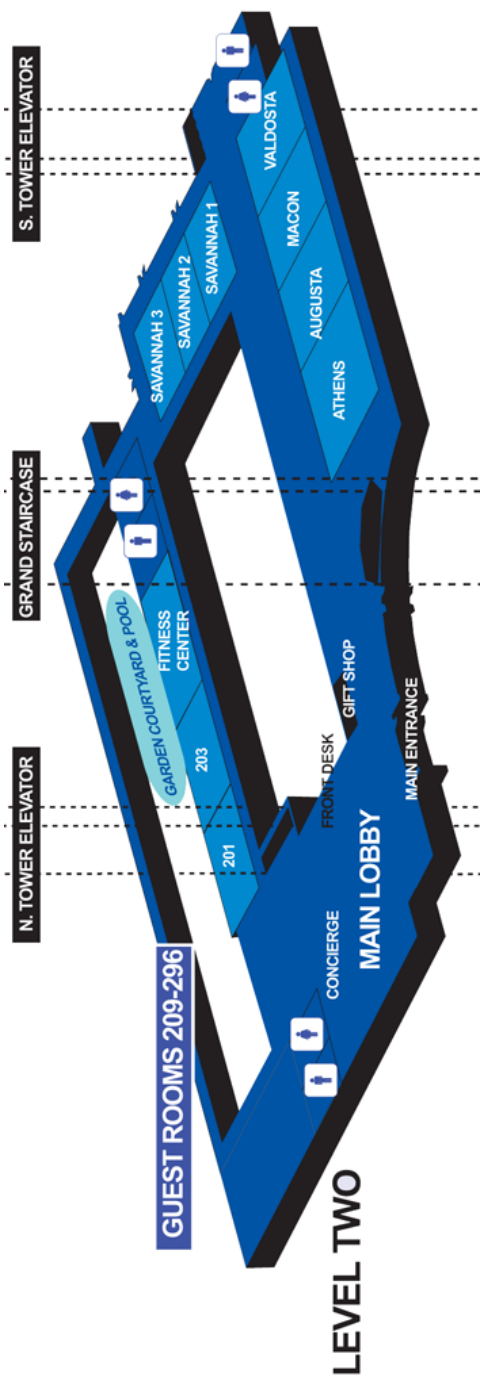 LEVEL TWO
GUEST ROOMS 209-296
N. TOWER ELEVATOR
GRAND STAIRCASE
S. TOWER ELEVATOR
GARDEN COURTYARD & POOL
201
203
FITNESS
CENTER
SAVANNAH 3
SAVANNAH 2
SAVANNAH 1
CONCIERGE
MAIN LOBBY
FRONT DESK
GIFT SHOP
MAIN ENTRANCE
ATHENS
AUGUSTA
MACON
VALDOSTA